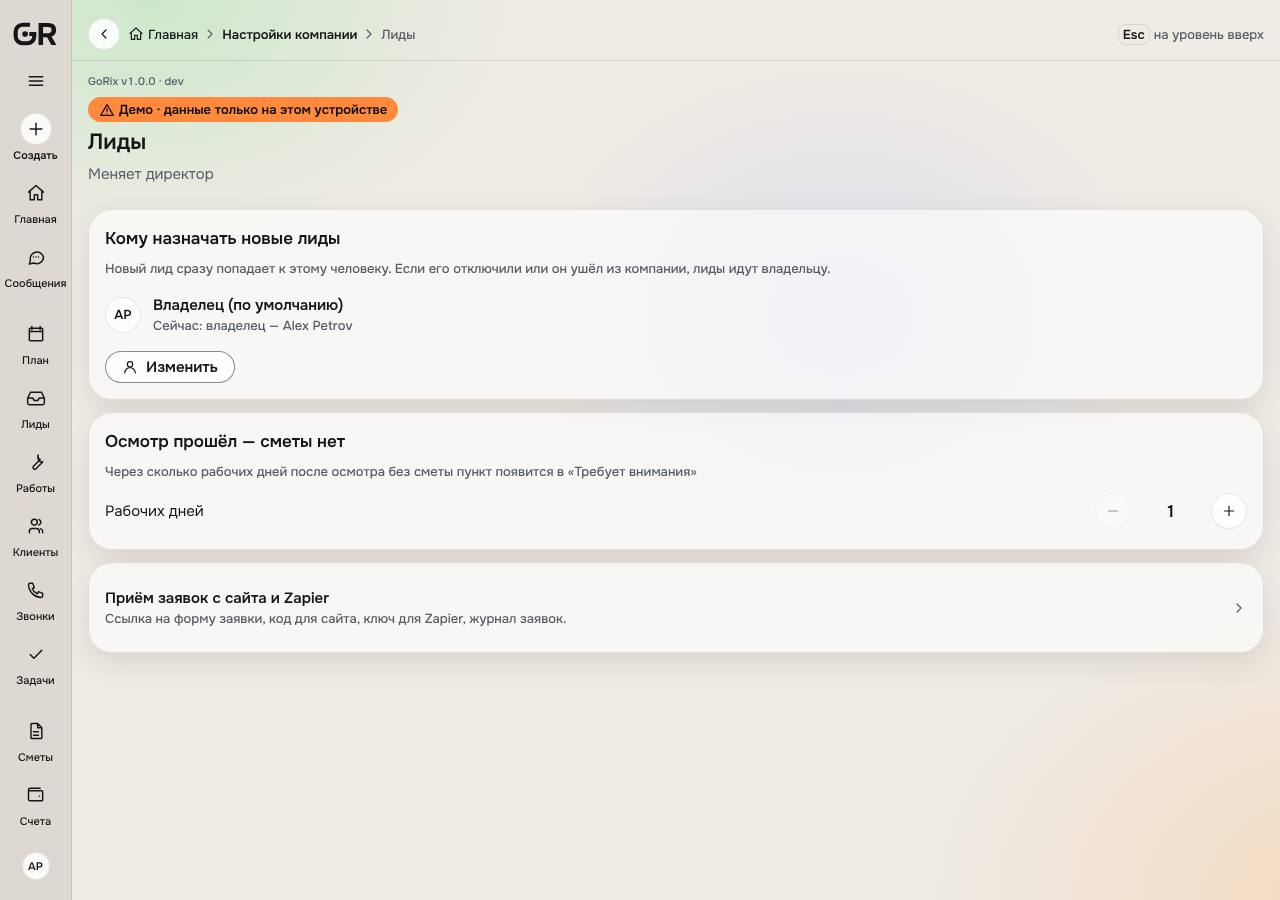 GR
Создать
Главная
Сообщения
План
Лиды
Работы
Клиенты
Звонки
Задачи
Сметы
Счета
AP
Главная
Настройки компании
Лиды
Esc на уровень вверх
GoRix v1.0.0 · dev
Демо · данные только на этом устройстве
Лиды
Меняет директор
Кому назначать новые лиды
Новый лид сразу попадает к этому человеку. Если его отключили или он ушёл из компании, лиды идут владельцу.
AP
Владелец (по умолчанию)
Сейчас: владелец — Alex Petrov
Изменить
Осмотр прошёл — сметы нет
Через сколько рабочих дней после осмотра без сметы пункт появится в «Требует внимания»
Рабочих дней
1
Приём заявок с сайта и Zapier
Ссылка на форму заявки, код для сайта, ключ для Zapier, журнал заявок.